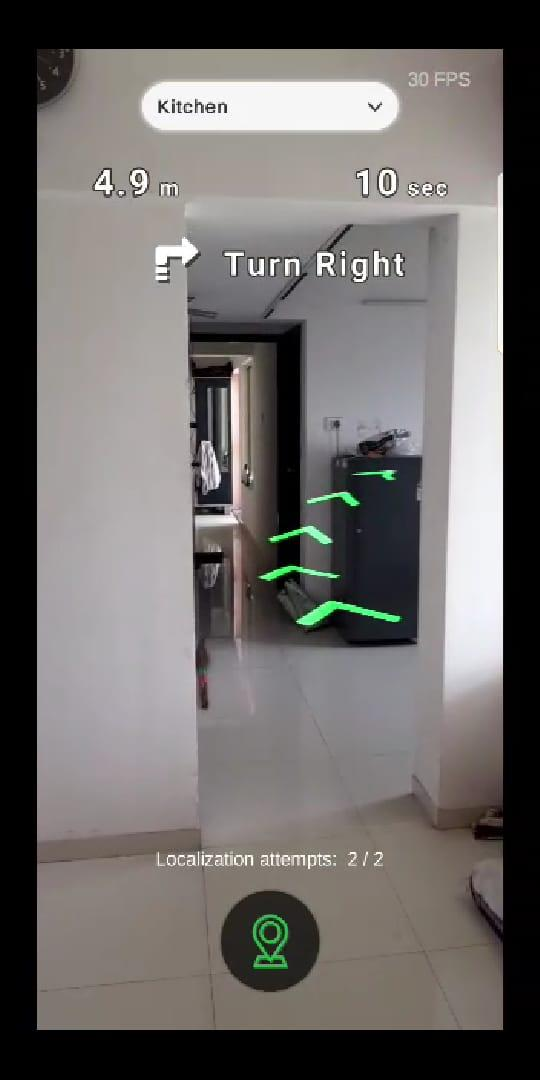 30 FPS
Kitchen
4.9 m
10 sec
Turn Right
Localization attempts: 2 / 2